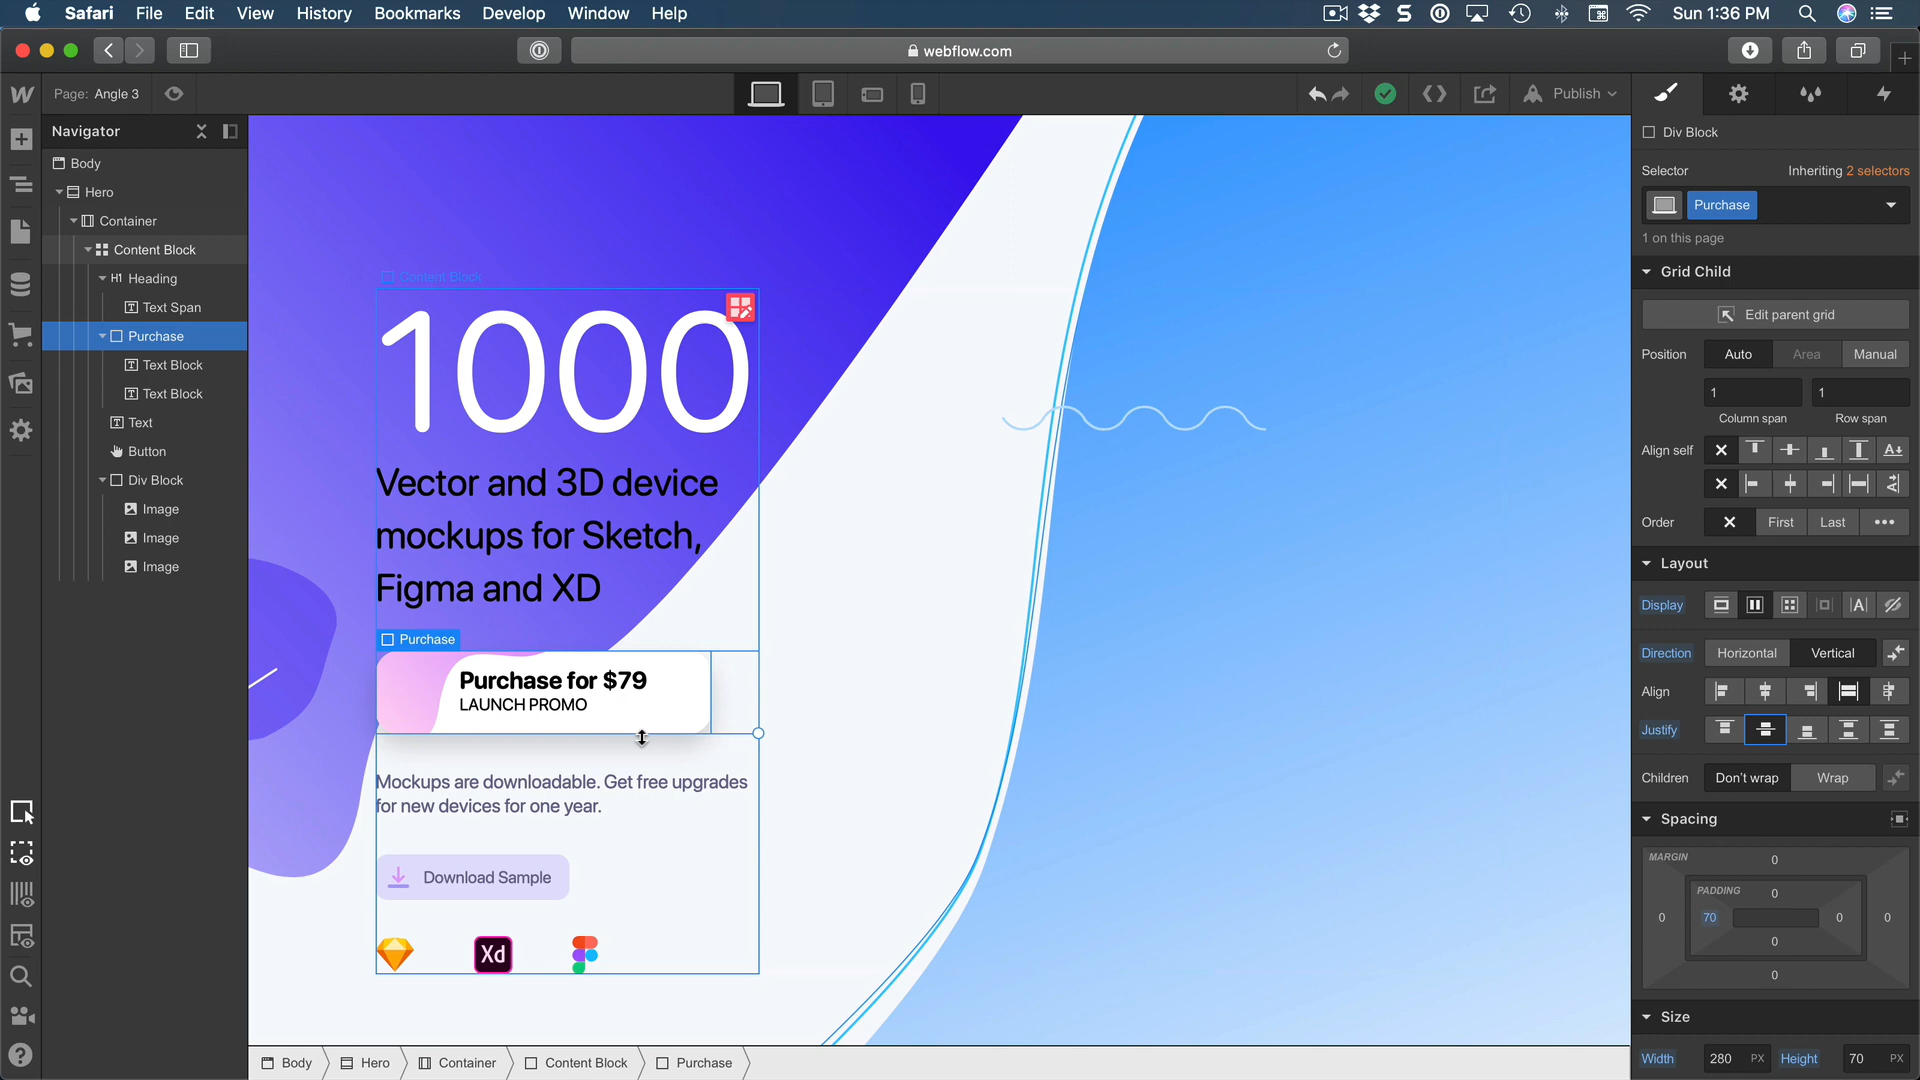 Safari File Edit View History Bookmarks Develop Window Help Sun 1:36 PM
webflow.com
Page: Angle 3
Publish
Navigator
Body
Hero
Container
Content Block
H1 Heading
Text Span
Purchase
Text Block
Text Block
Text
Button
Div Block
Image
Image
Image
Content Block
1000
Vector and 3D device
mockups for Sketch,
Figma and XD
Purchase
Purchase for $79
LAUNCH PROMO
Mockups are downloadable. Get free upgrades
for new devices for one year.
Download Sample
Xd
Body Hero Container Content Block Purchase
Div Block
Selector Inheriting 2 selectors
Purchase
1 on this page
Grid Child
Edit parent grid
Position Auto Area Manual
1 1
Column span Row span
Align self
Order First Last
Layout
Display
Direction Horizontal Vertical
Align
Justify
Children Don't wrap Wrap
Spacing
MARGIN 0
PADDING 0
0 70 0 0
0
0
Size
Width 280 PX Height 70 PX